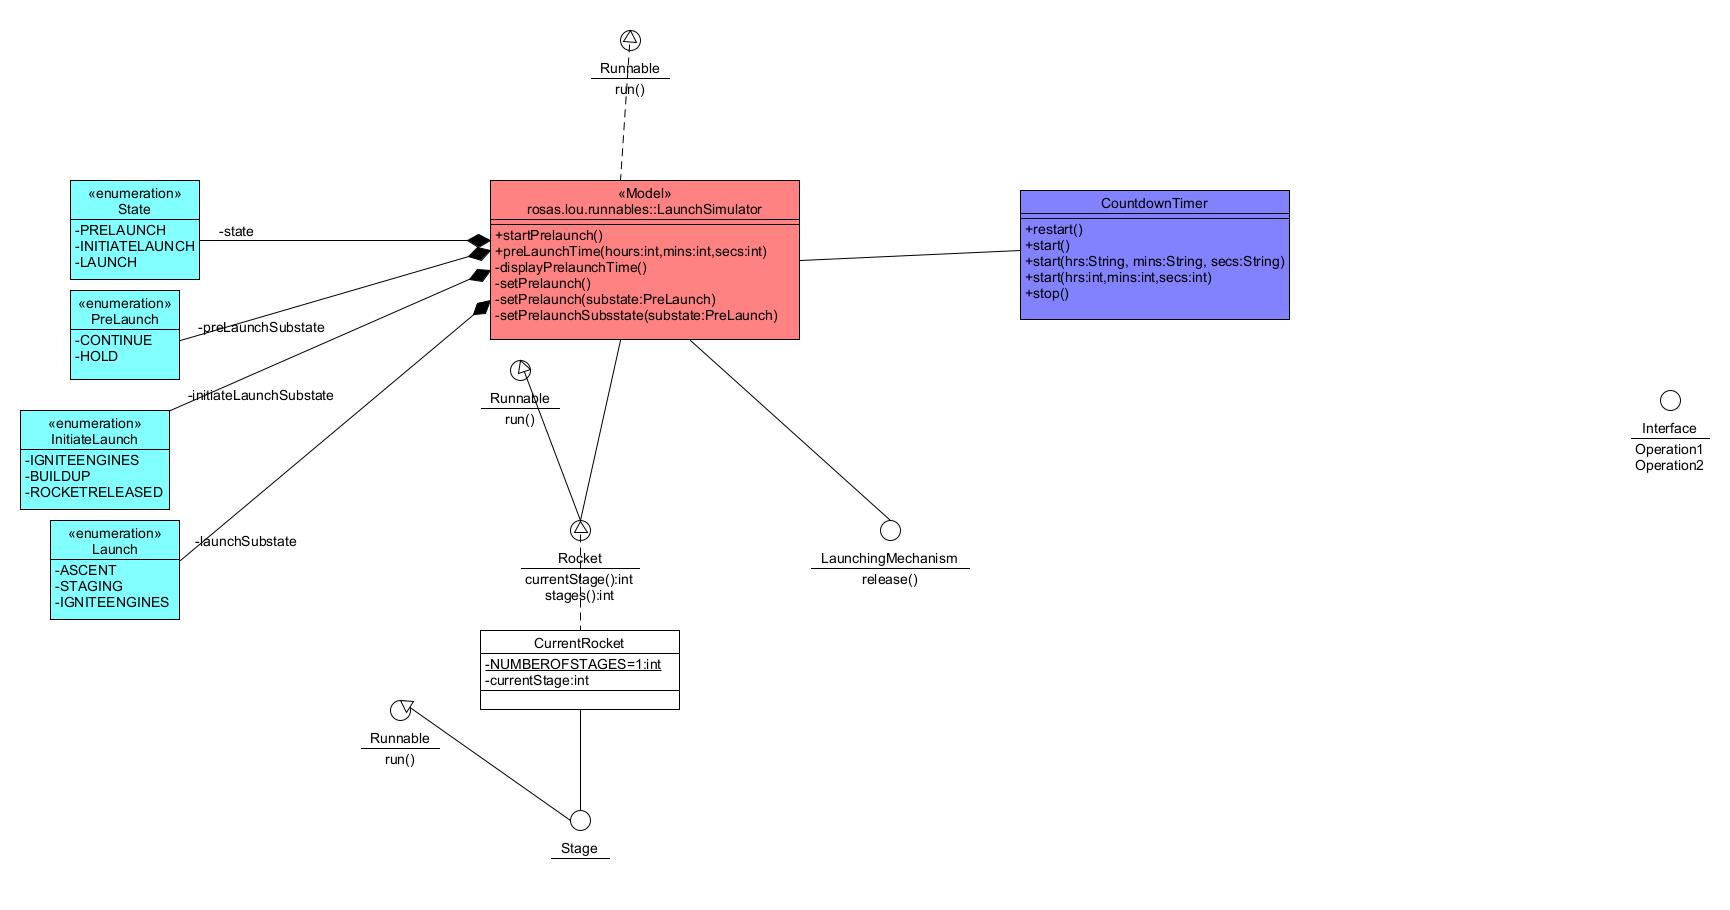 Runnable
run()
«enumeration»
State
-PRELAUNCH
-INITIATELAUNCH
-LAUNCH
-state
«Model»
rosas.lou.runnables::LaunchSimulator
+startPrelaunch()
+preLaunchTime(hours:int,mins:int,secs:int)
-displayPrelaunchTime()
-setPrelaunch()
-setPrelaunch(substate:PreLaunch)
-setPrelaunchSubsstate(substate:PreLaunch)
CountdownTimer
+restart()
+start()
+start(hrs:String, mins:String, secs:String)
+start(hrs:int,mins:int,secs:int)
+stop()
«enumeration»
PreLaunch
-CONTINUE
-HOLD
-preLaunchSubstate
Runnable
run()
-initiateLaunchSubstate
«enumeration»
InitiateLaunch
-IGNITEENGINES
-BUILDUP
-ROCKETRELEASED
Interface
Operation1
Operation2
«enumeration»
Launch
-ASCENT
-STAGING
-IGNITEENGINES
-launchSubstate
Rocket
currentStage():int
stages():int
LaunchingMechanism
release()
CurrentRocket
-NUMBEROFSTAGES=1:int
-currentStage:int
Runnable
run()
Stage